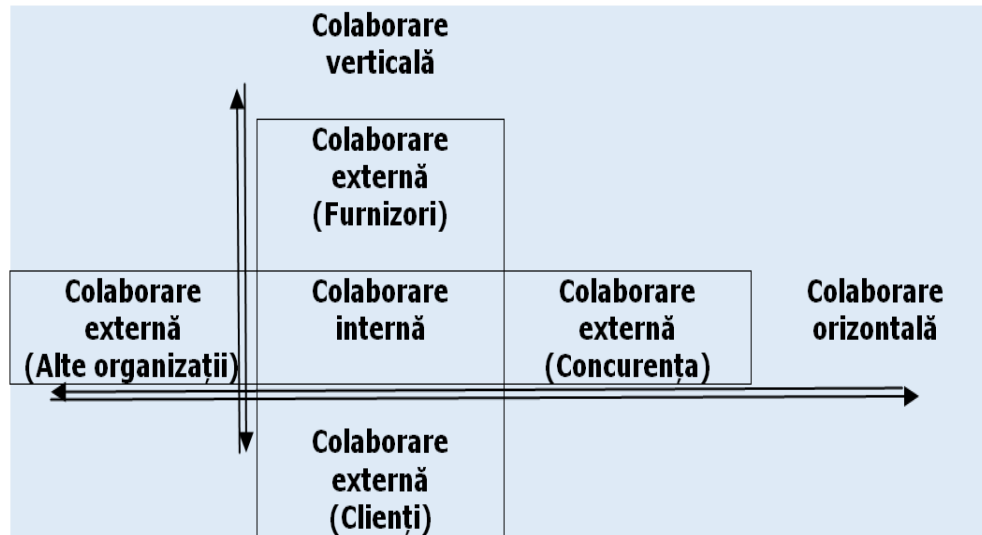 Colaborare
verticală
Colaborare
externă
(Furnizori)
Colaborare
externă
(Alte organizații)
Colaborare
internă
Colaborare
externă
(Concurența)
Colaborare
orizontală
Colaborare
externă
(Clienți)